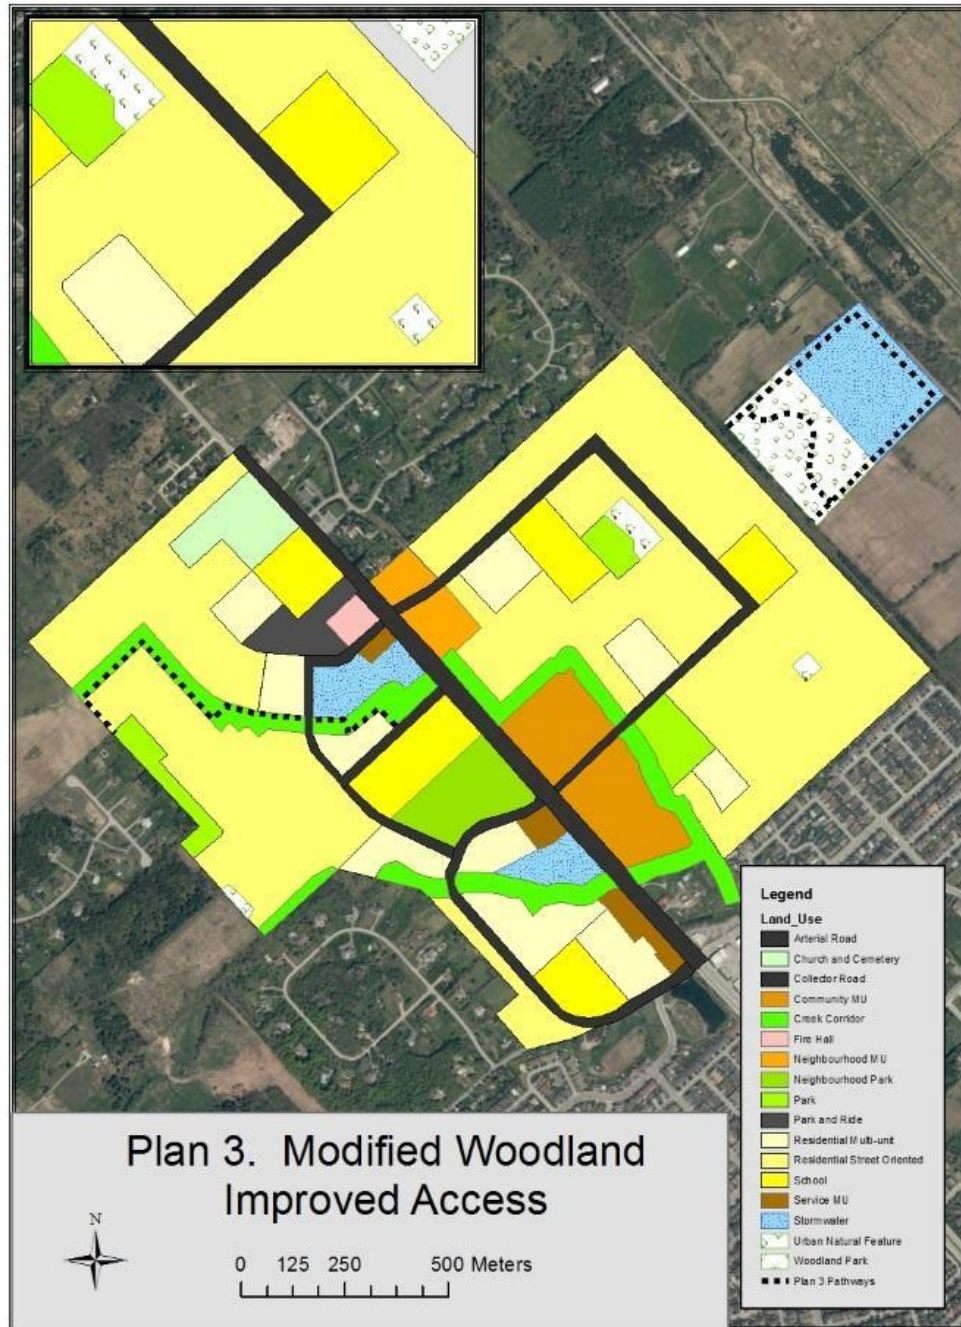 Legend
Land_Use
Arterial Road
Church and Cemetery
Collector Road
Community MU
Creek Corridor
Fire Hall
Neighbourhood MU
Neighbourhood Park
Park
Park and Ride
Residential Multi-unit
Residential Street Oriented
School
Service MU
Stormwater
Urban Natural Feature
Woodland Park
Plan 3 Pathways
Plan 3. Modified Woodland
Improved Access
N
0 125 250 500 Meters